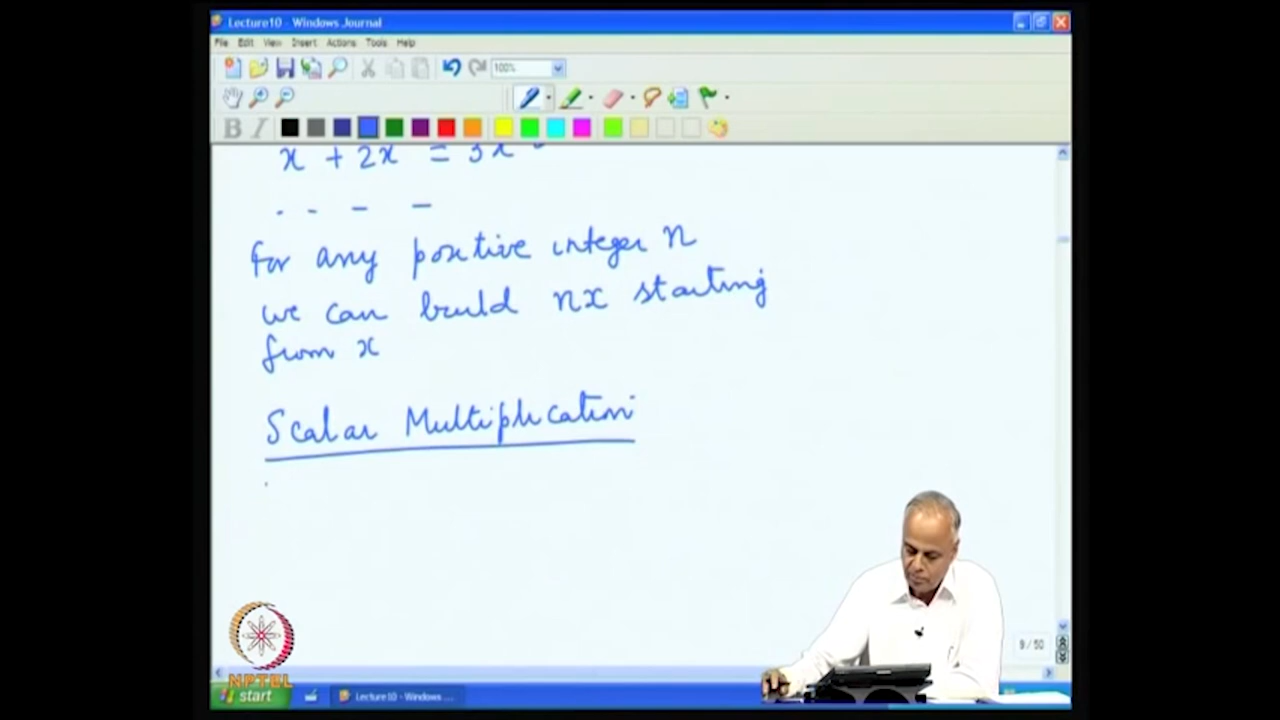 Lecture10 - Windows Journal
File Edit View Insert Actions Tools Help
100%
B I
x + 2x = 3x
. . - -
for any positive integer n
we can build nx starting
from x
Scalar Multiplication
9 / 50
NPTEL
start Lecture10 - Windows ...